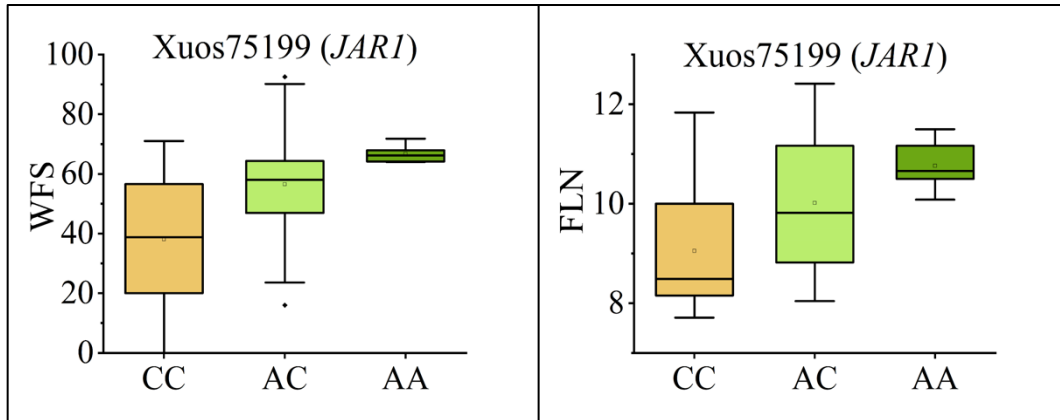 Xuos75199 (JAR1)
WFS
100
80
60
40
20
0
CC AC AA
Xuos75199 (JAR1)
FLN
12
10
8
CC AC AA